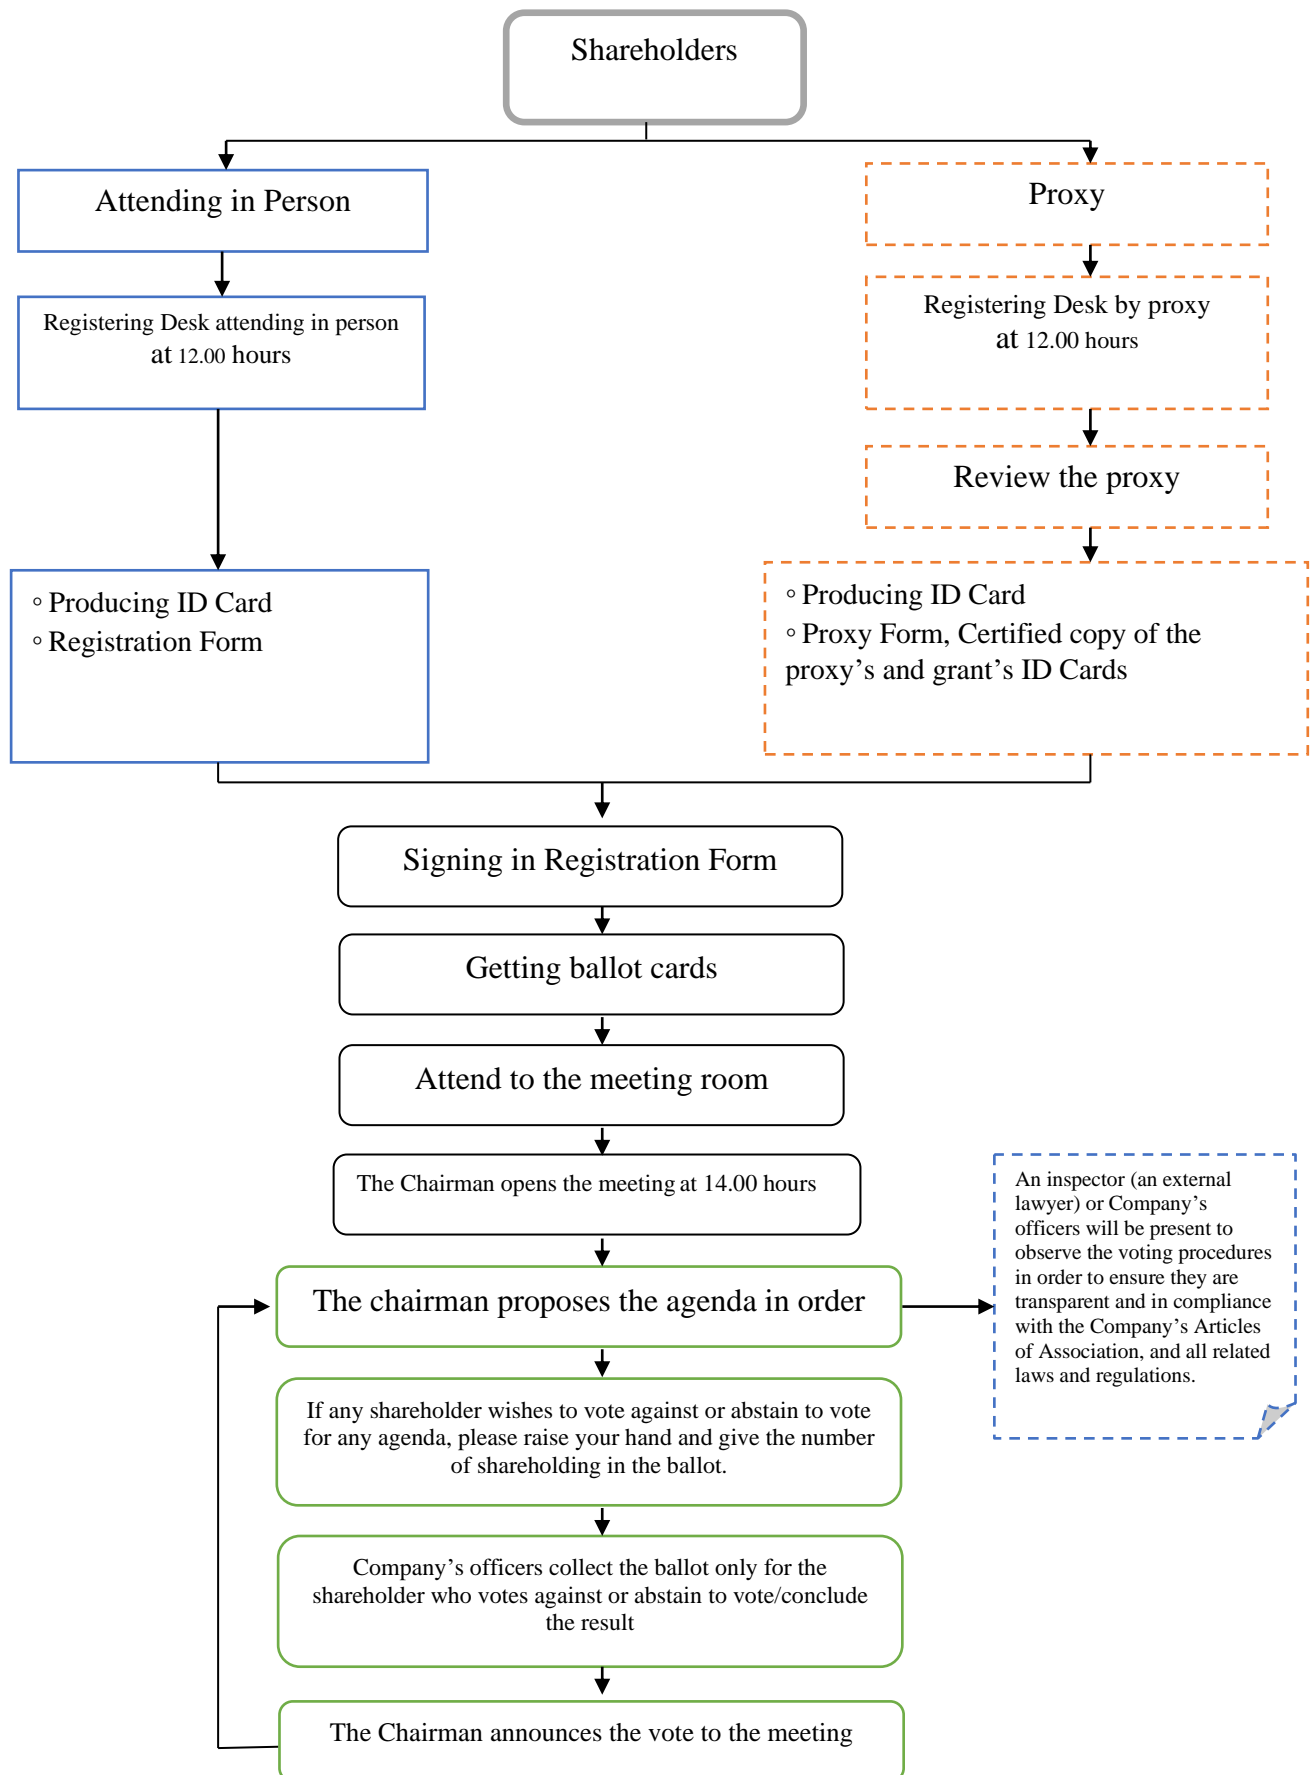 Shareholders
Attending in Person
Proxy
Registering Desk attending in person
at 12.00 hours
Registering Desk by proxy
at 12.00 hours
Review the proxy
◦ Producing ID Card
◦ Registration Form
◦ Producing ID Card
◦ Proxy Form, Certified copy of the
proxy’s and grant’s ID Cards
Signing in Registration Form
Getting ballot cards
Attend to the meeting room
The Chairman opens the meeting at 14.00 hours
An inspector (an external
lawyer) or Company’s
officers will be present to
observe the voting procedures
in order to ensure they are
transparent and in compliance
with the Company’s Articles
of Association, and all related
laws and regulations.
The chairman proposes the agenda in order
If any shareholder wishes to vote against or abstain to vote
for any agenda, please raise your hand and give the number
of shareholding in the ballot.
Company’s officers collect the ballot only for the
shareholder who votes against or abstain to vote/conclude
the result
The Chairman announces the vote to the meeting